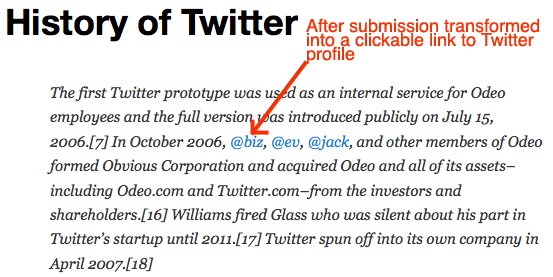 History of Twitter
After submission transformed
into a clickable link to Twitter
profile
The first Twitter prototype was used as an internal service for Odeo
employees and the full version was introduced publicly on July 15,
2006.[7] In October 2006, @biz, @ev, @jack, and other members of Odeo
formed Obvious Corporation and acquired Odeo and all of its assets–
including Odeo.com and Twitter.com–from the investors and
shareholders.[16] Williams fired Glass who was silent about his part in
Twitter's startup until 2011.[17] Twitter spun off into its own company in
April 2007.[18]